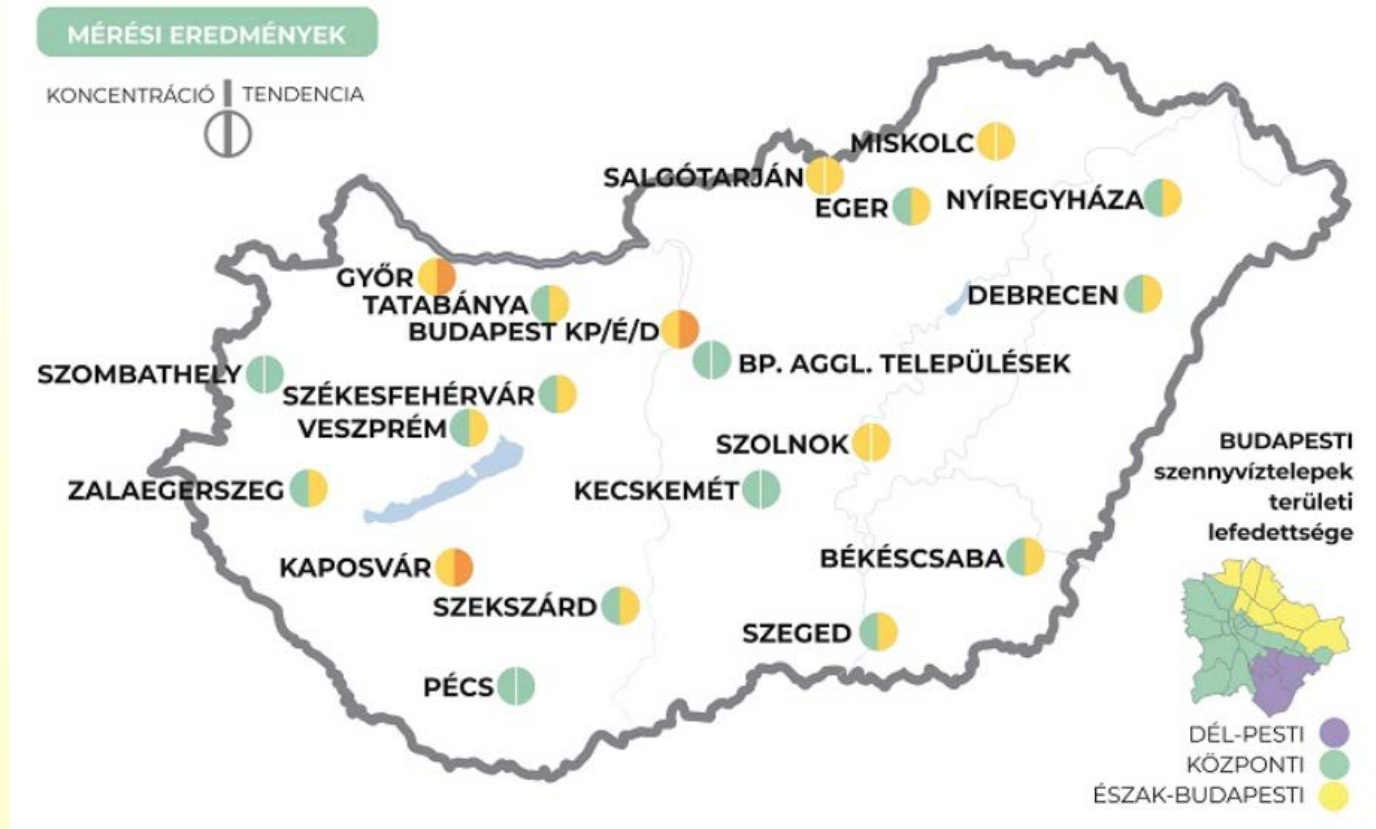 MÉRÉSI EREDMÉNYEK
KONCENTRÁCIÓ TENDENCIA
MISKOLC
SALGÓTARJÁN
EGER
NYÍREGYHÁZA
GYŐR
TATABÁNYA
DEBRECEN
BUDAPEST KP/É/D
BP. AGGL. TELEPÜLÉSEK
SZOMBATHELY
SZÉKESFEHÉRVÁR
VESZPRÉM
SZOLNOK
ZALAEGERSZEG
KECSKEMÉT
BUDAPESTI
szennyvíztelepek
területi
lefedettsége
KAPOSVÁR
BÉKÉSCSABA
SZEKSZÁRD
SZEGED
PÉCS
DÉL-PESTI
KÖZPONTI
ÉSZAK-BUDAPESTI